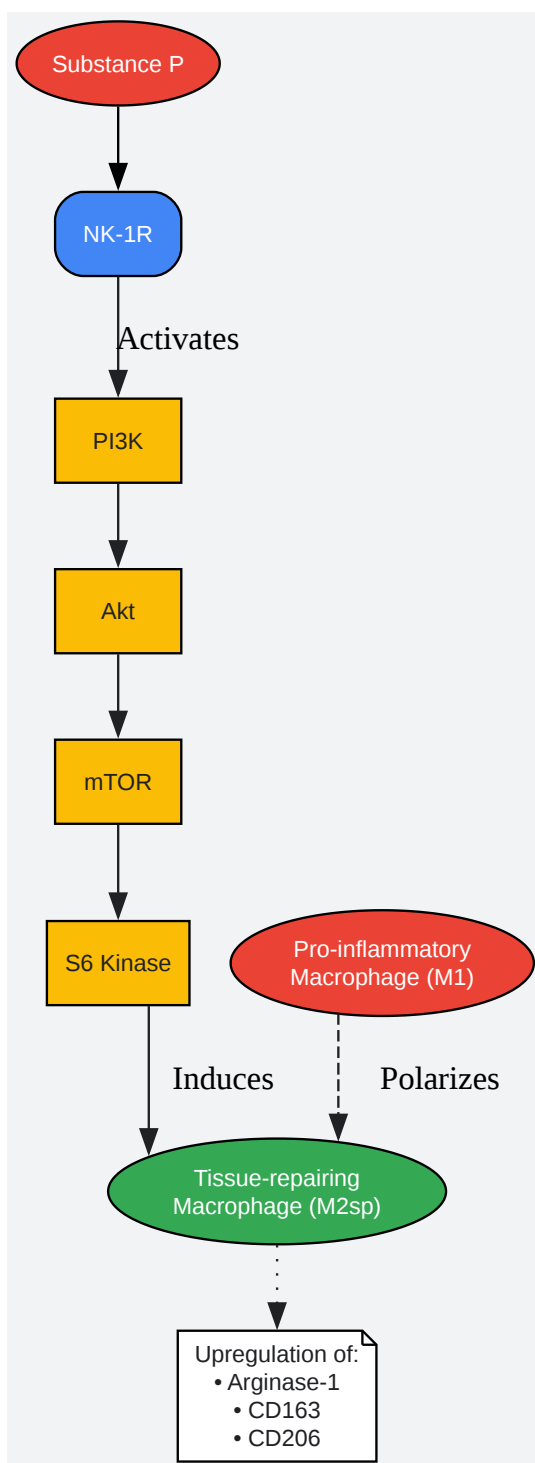 Substance P
NK-1R
Activates
PI3K
Akt
mTOR
S6 Kinase
Pro-inflammatory
Macrophage (M1)
Induces
Polarizes
Tissue-repairing
Macrophage (M2sp)
Upregulation of:
• Arginase-1
• CD163
• CD206